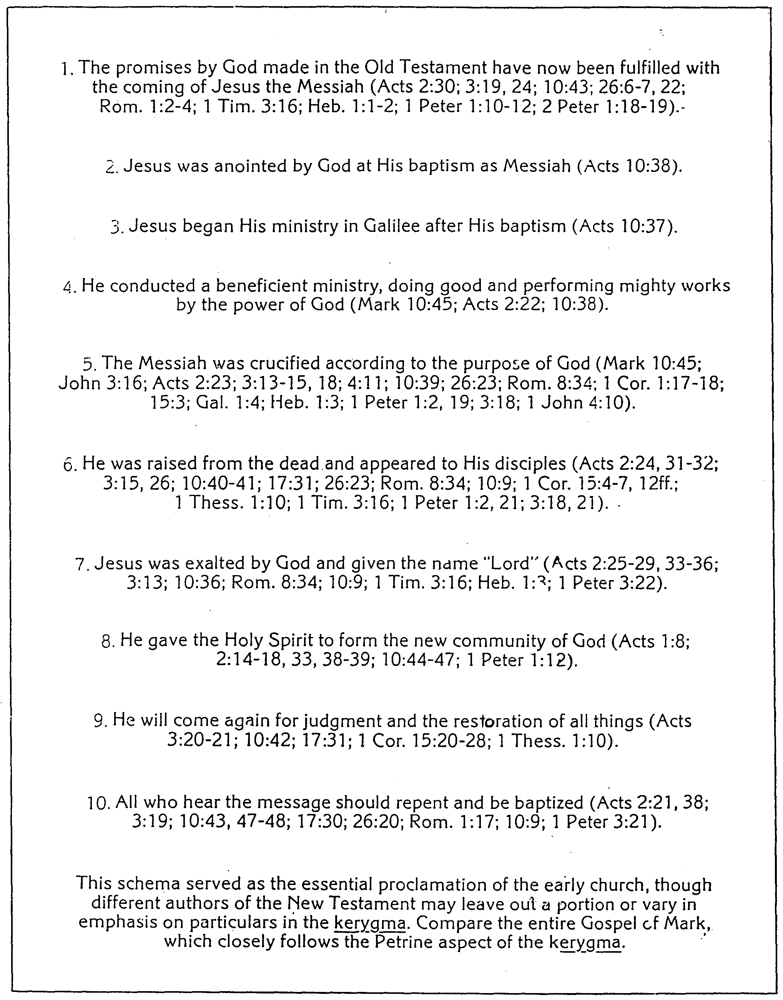 1. The promises by God made in the Old Testament have now been fulfilled with
the coming of Jesus the Messiah (Acts 2:30; 3:19, 24; 10:43; 26:6-7, 22;
Rom. 1:2-4; 1 Tim. 3:16; Heb. 1:1-2; 1 Peter 1:10-12; 2 Peter 1:18-19).
2. Jesus was anointed by God at His baptism as Messiah (Acts 10:38).
3. Jesus began His ministry in Galilee after His baptism (Acts 10:37).
4. He conducted a beneficient ministry, doing good and performing mighty works
by the power of God (Mark 10:45; Acts 2:22; 10:38).
5. The Messiah was crucified according to the purpose of God (Mark 10:45;
John 3:16; Acts 2:23; 3:13-15, 18; 4:11; 10:39; 26:23; Rom. 8:34; 1 Cor. 1:17-18;
15:3; Gal. 1:4; Heb. 1:3; 1 Peter 1:2, 19; 3:18; 1 John 4:10).
6. He was raised from the dead and appeared to His disciples (Acts 2:24, 31-32;
3:15, 26; 10:40-41; 17:31; 26:23; Rom. 8:34; 10:9; 1 Cor. 15:4-7, 12ff.;
1 Thess. 1:10; 1 Tim. 3:16; 1 Peter 1:2, 21; 3:18, 21).
7. Jesus was exalted by God and given the name "Lord" (Acts 2:25-29, 33-36;
3:13; 10:36; Rom. 8:34; 10:9; 1 Tim. 3:16; Heb. 1:3; 1 Peter 3:22).
8. He gave the Holy Spirit to form the new community of God (Acts 1:8;
2:14-18, 33, 38-39; 10:44-47; 1 Peter 1:12).
9. He will come again for judgment and the restoration of all things (Acts
3:20-21; 10:42; 17:31; 1 Cor. 15:20-28; 1 Thess. 1:10).
10. All who hear the message should repent and be baptized (Acts 2:21, 38;
3:19; 10:43, 47-48; 17:30; 26:20; Rom. 1:17; 10:9; 1 Peter 3:21).
This schema served as the essential proclamation of the early church, though
different authors of the New Testament may leave out a portion or vary in
emphasis on particulars in the kerygma. Compare the entire Gospel of Mark,
which closely follows the Petrine aspect of the kerygma.